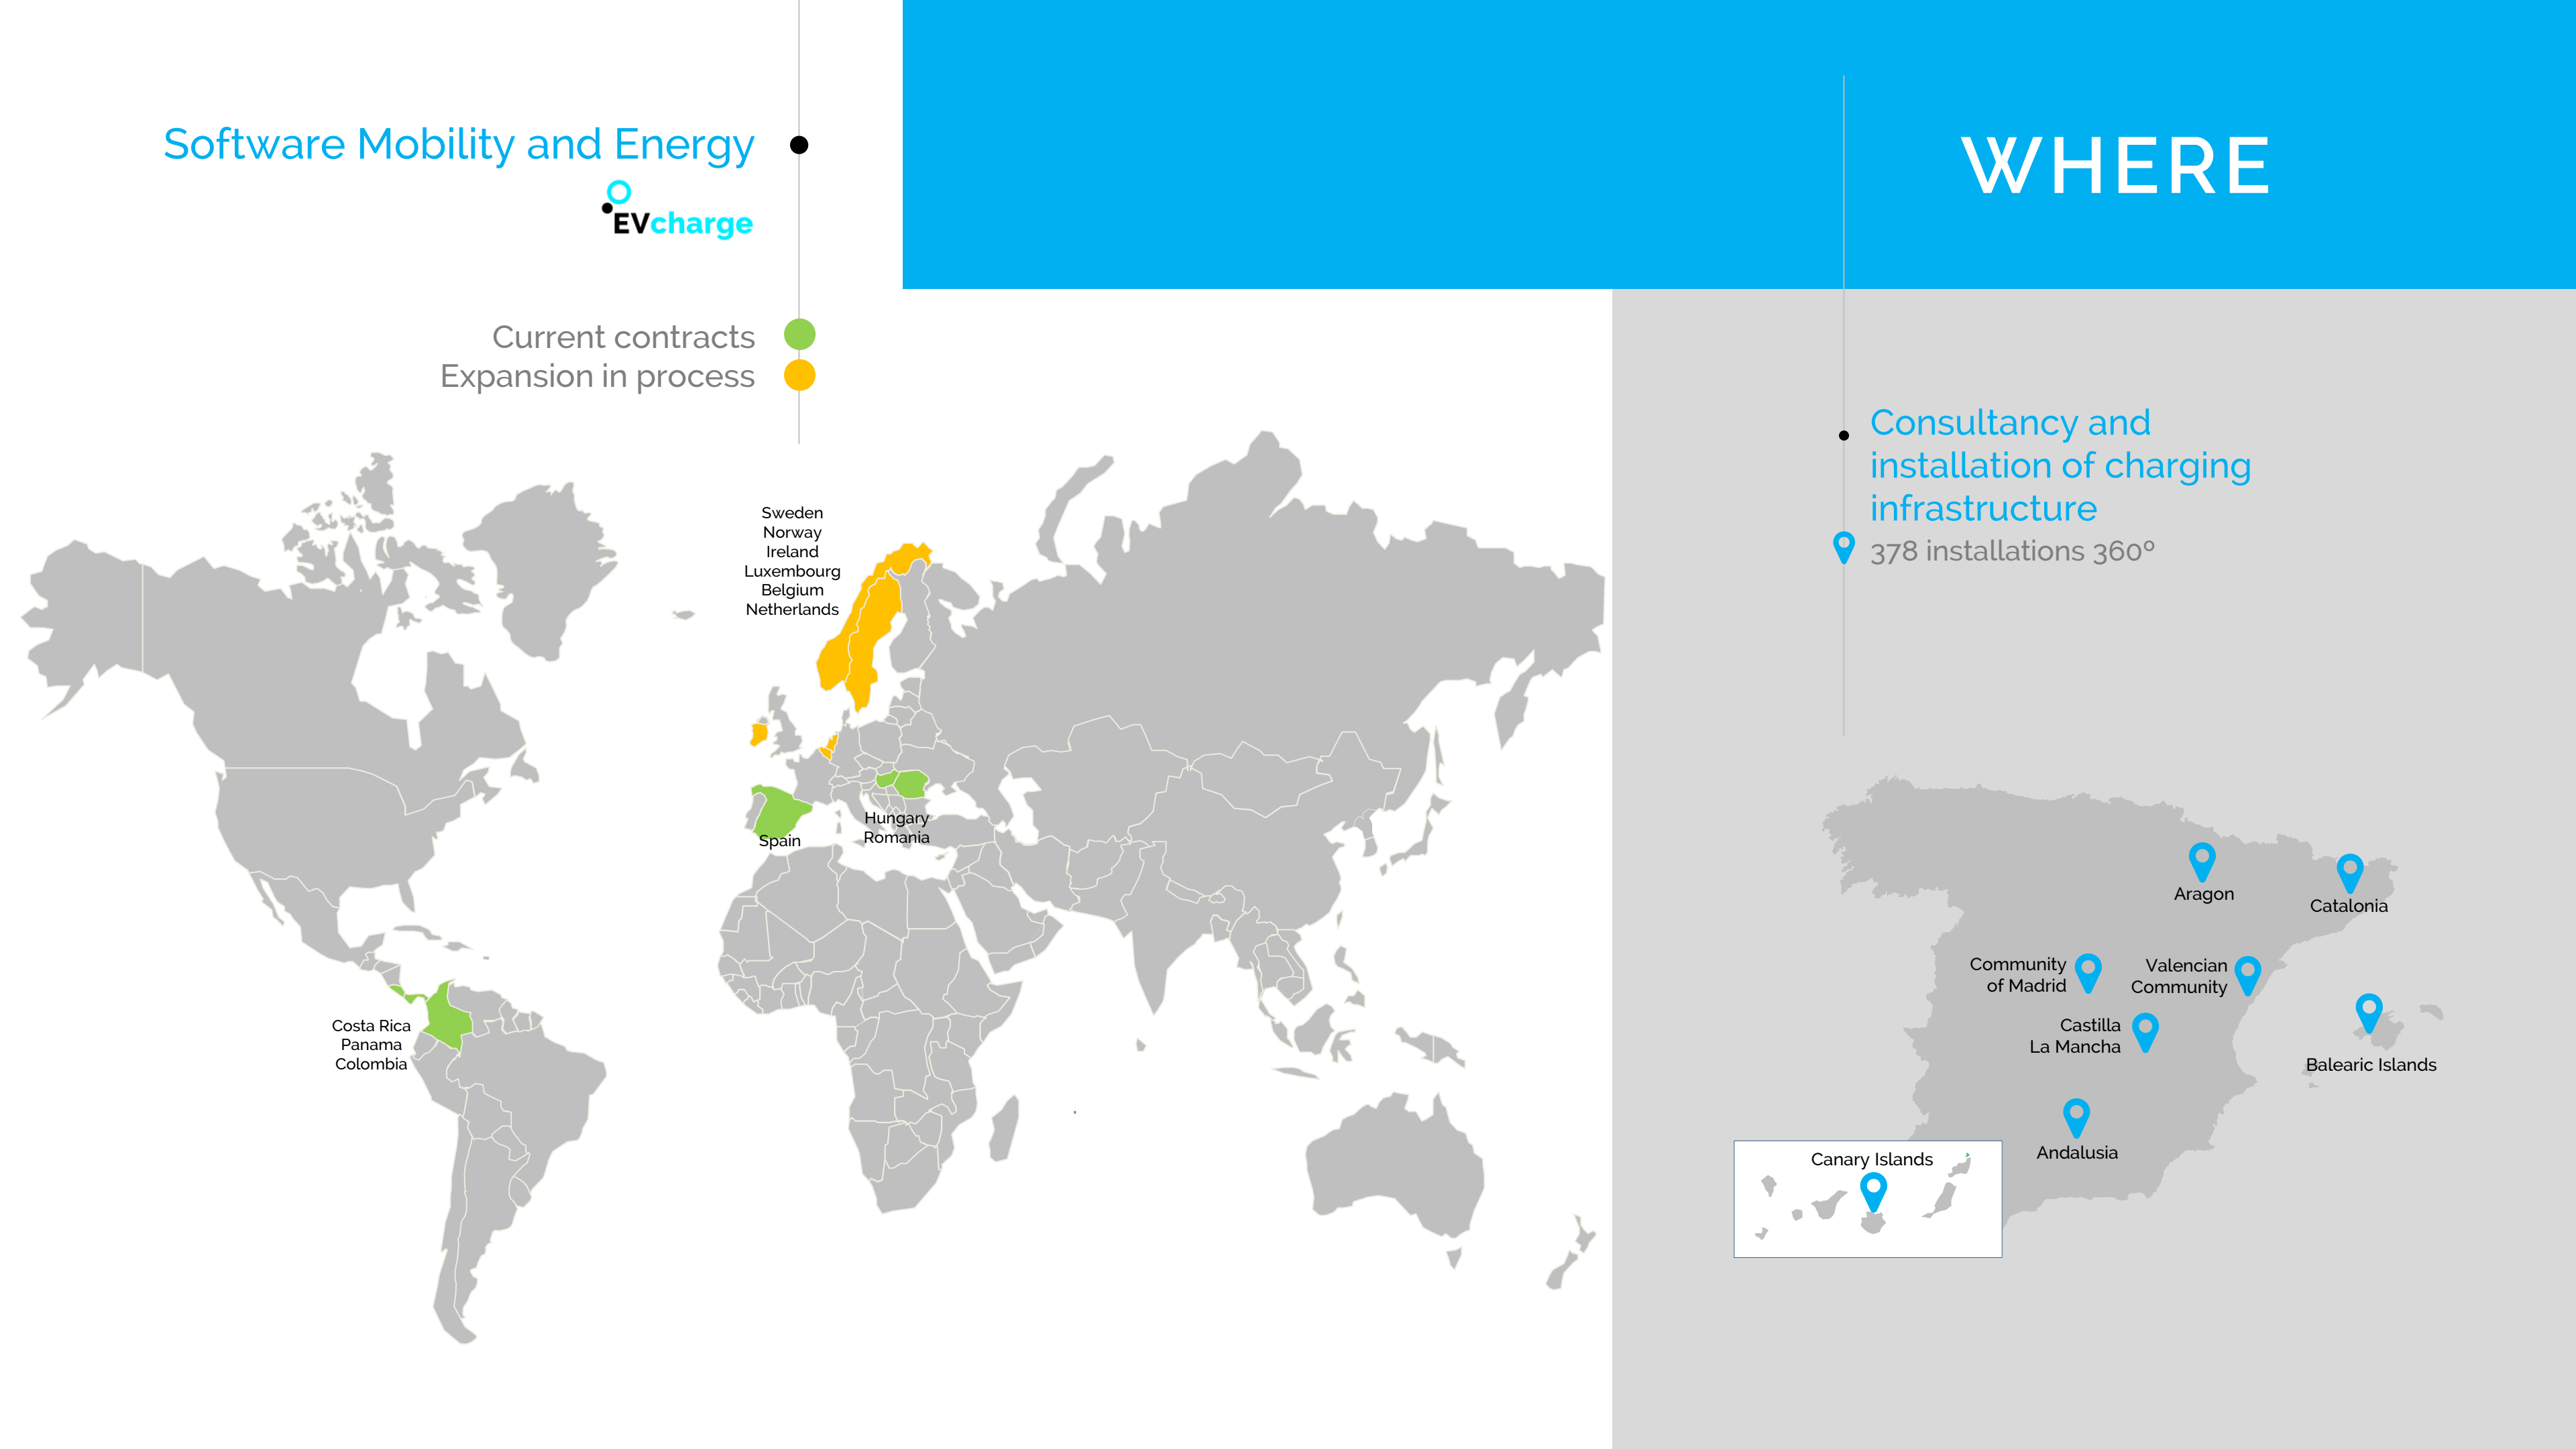 Software Mobility and Energy
EVcharge
WHERE
Current contracts
Expansion in process
Sweden
Norway
Ireland
Luxembourg
Belgium
Netherlands
Spain
Hungary
Romania
Costa Rica
Panama
Colombia
Consultancy and
installation of charging
infrastructure
378 installations 360º
Aragon
Catalonia
Community
of Madrid
Valencian
Community
Castilla
La Mancha
Balearic Islands
Andalusia
Canary Islands